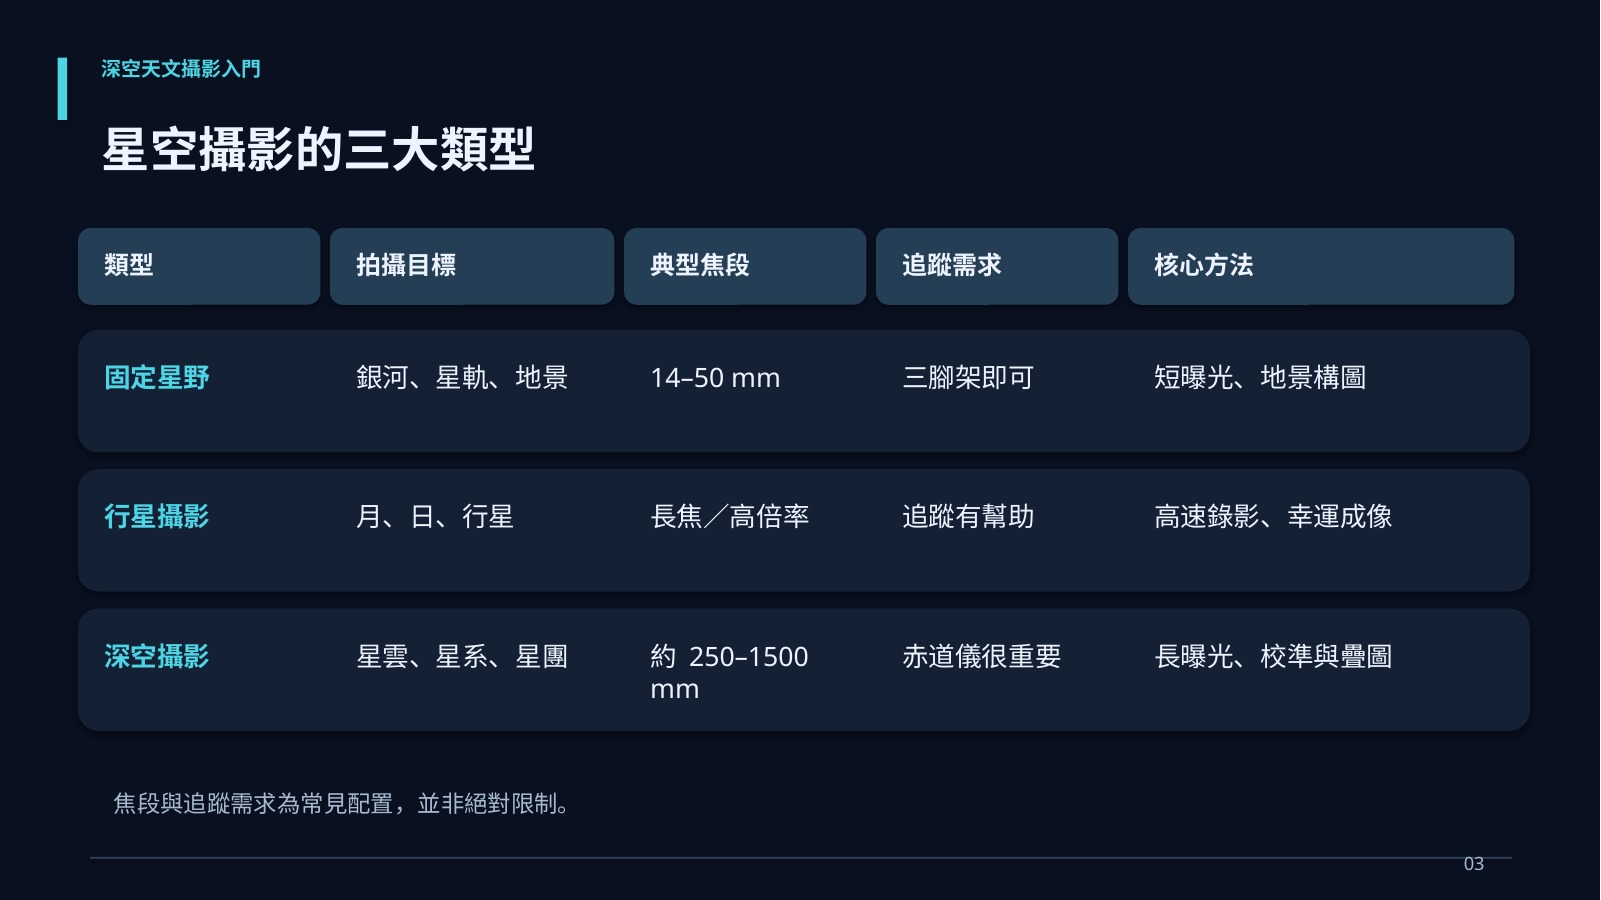 深空天文攝影入門
星空攝影的三大類型
類型 拍攝目標 典型焦段 追蹤需求 核心方法
固定星野 銀河、星軌、地景 14–50 mm 三腳架即可 短曝光、地景構圖
行星攝影 月、日、行星 長焦／高倍率 追蹤有幫助 高速錄影、幸運成像
深空攝影 星雲、星系、星團 約 250–1500 mm 赤道儀很重要 長曝光、校準與疊圖
焦段與追蹤需求為常見配置，並非絕對限制。
03